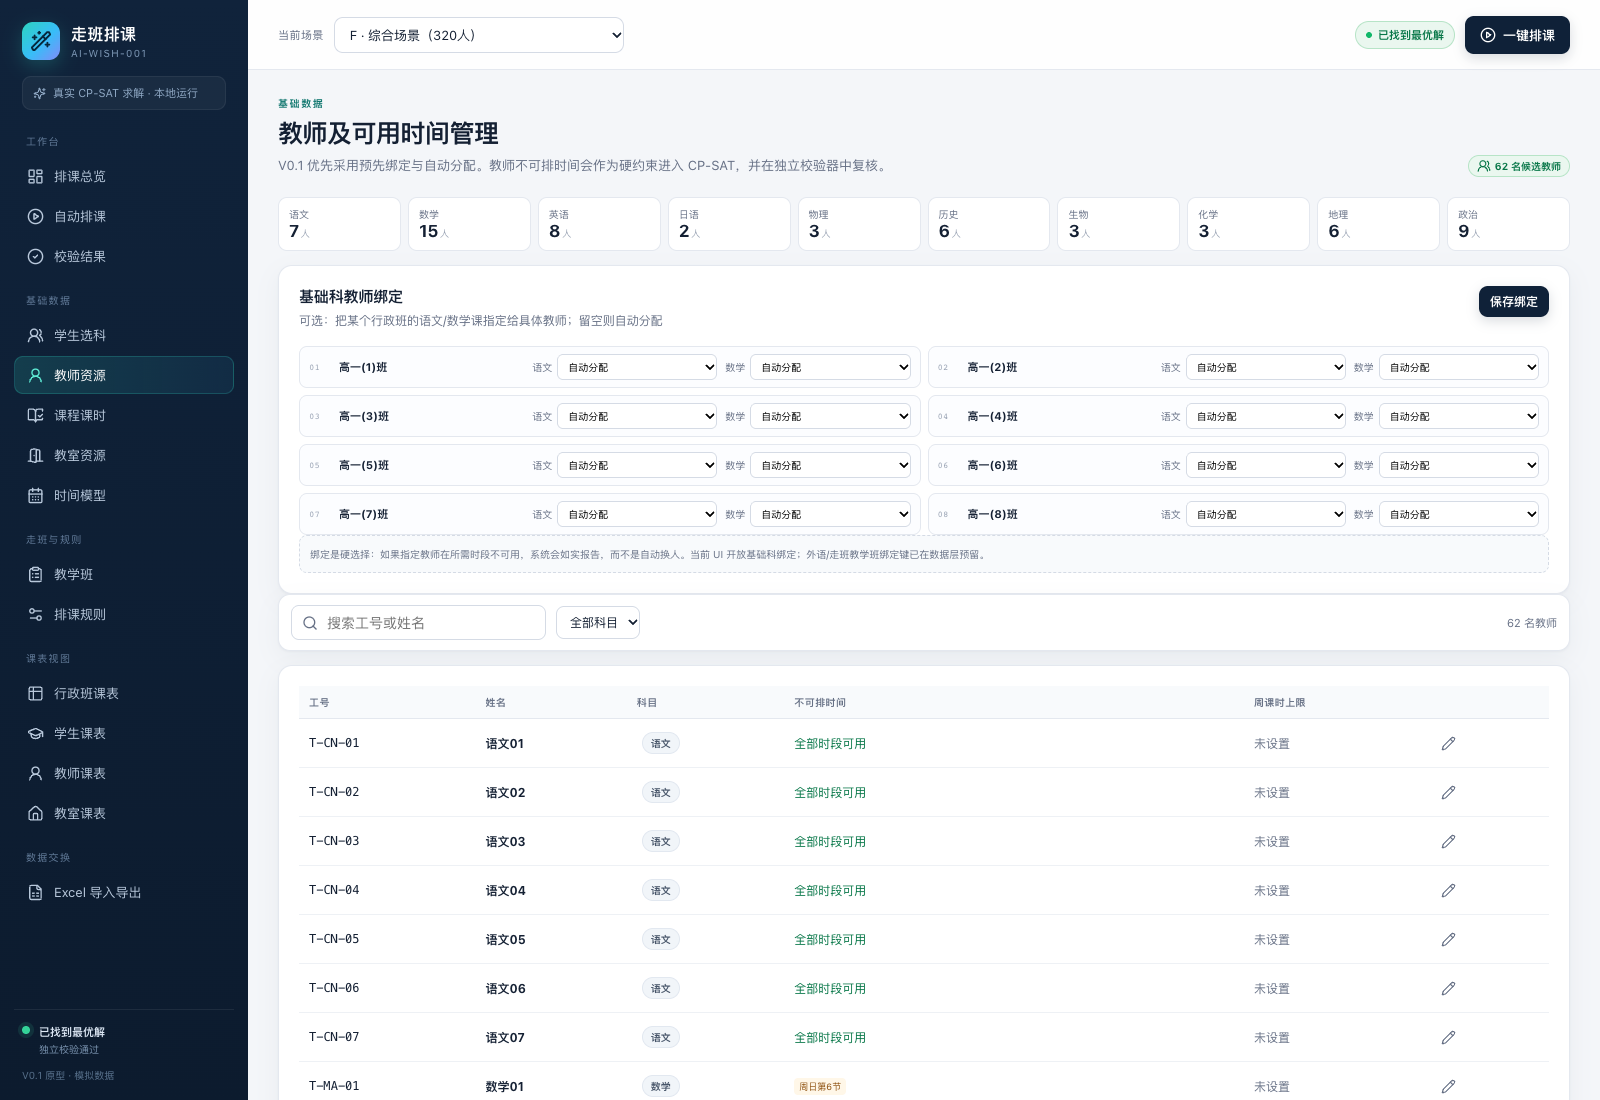 走班排课
AI-WISH-001
真实 CP-SAT 求解 · 本地运行
工作台
排课总览
自动排课
校验结果
基础数据
学生选科
教师资源
课程课时
教室资源
时间模型
走班与规则
教学班
排课规则
课表视图
行政班课表
学生课表
教师课表
教室课表
数据交换
Excel 导入导出
已找到最优解
独立校验通过
V0.1 原型 · 模拟数据
当前场景 F · 综合场景（320人） 已找到最优解 一键排课
基础数据
教师及可用时间管理
V0.1 优先采用预先绑定与自动分配。教师不可排时间会作为硬约束进入 CP-SAT，并在独立校验器中复核。 62 名候选教师
语文 数学 英语 日语 物理 历史 生物 化学 地理 政治
7人 15人 8人 2人 3人 6人 3人 3人 6人 9人
基础科教师绑定
可选：把某个行政班的语文/数学课指定给具体教师；留空则自动分配
保存绑定
01 高一(1)班 语文 自动分配 数学 自动分配 02 高一(2)班 语文 自动分配 数学 自动分配
03 高一(3)班 语文 自动分配 数学 自动分配 04 高一(4)班 语文 自动分配 数学 自动分配
05 高一(5)班 语文 自动分配 数学 自动分配 06 高一(6)班 语文 自动分配 数学 自动分配
07 高一(7)班 语文 自动分配 数学 自动分配 08 高一(8)班 语文 自动分配 数学 自动分配
绑定是硬选择：如果指定教师在所需时段不可用，系统会如实报告，而不是自动换人。当前 UI 开放基础科绑定；外语/走班教学班绑定键已在数据层预留。
搜索工号或姓名 全部科目 62 名教师
工号 姓名 科目 不可排时间 周课时上限
T-CN-01 语文01 语文 全部时段可用 未设置
T-CN-02 语文02 语文 全部时段可用 未设置
T-CN-03 语文03 语文 全部时段可用 未设置
T-CN-04 语文04 语文 全部时段可用 未设置
T-CN-05 语文05 语文 全部时段可用 未设置
T-CN-06 语文06 语文 全部时段可用 未设置
T-CN-07 语文07 语文 全部时段可用 未设置
T-MA-01 数学01 数学 周日第6节 未设置